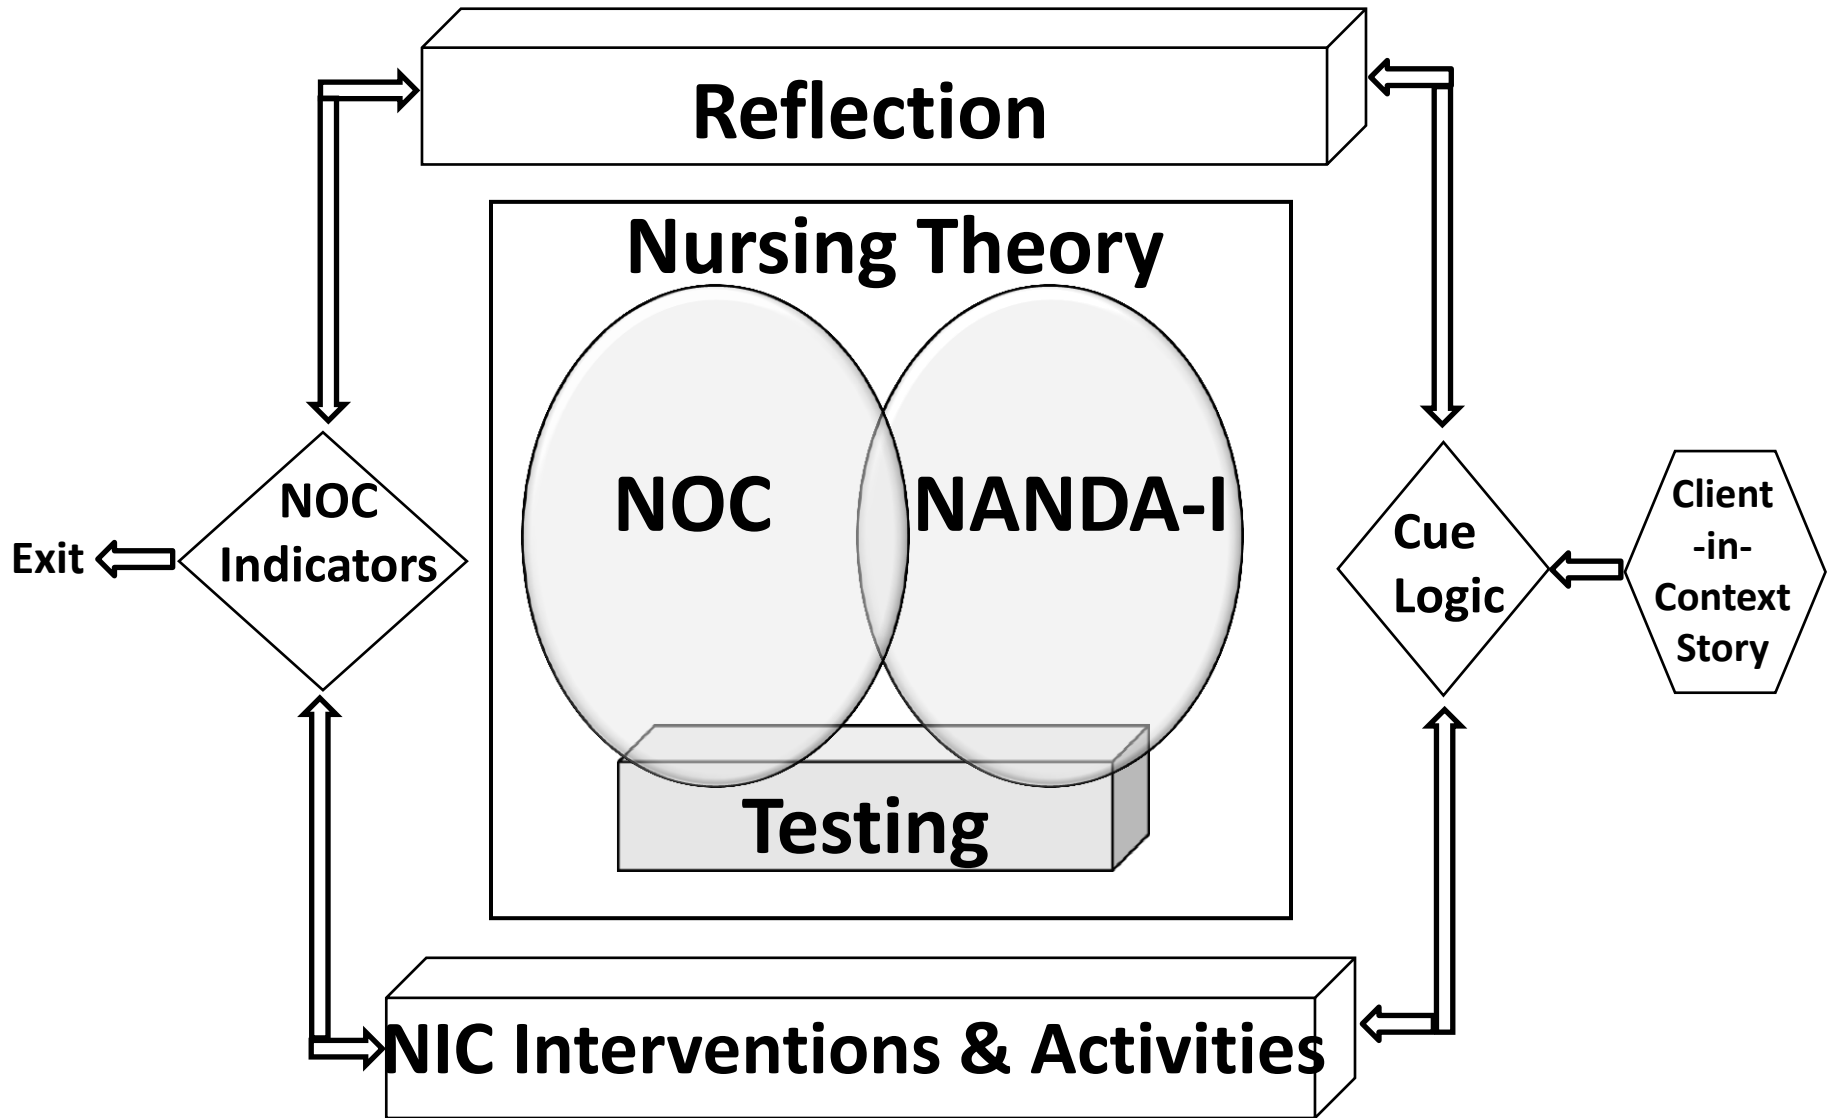 Reflection
Nursing Theory
NOC
NANDA-I
Testing
NOC
Indicators
Exit
Cue
Logic
Client
-in-
Context
Story
NIC Interventions & Activities